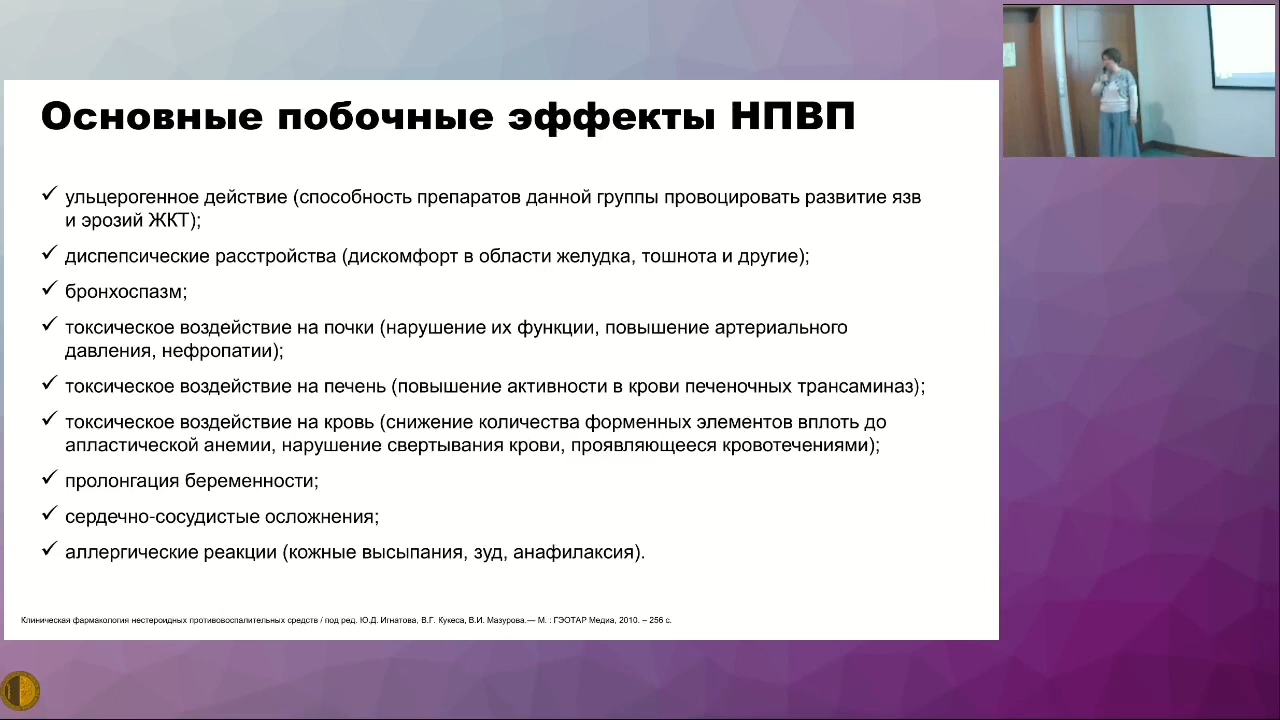 Основные побочные эффекты НПВП
✓ ульцерогенное действие (способность препаратов данной группы провоцировать развитие язв
и эрозий ЖКТ);
✓ диспепсические расстройства (дискомфорт в области желудка, тошнота и другие);
✓ бронхоспазм;
✓ токсическое воздействие на почки (нарушение их функции, повышение артериального
давления, нефропатии);
✓ токсическое воздействие на печень (повышение активности в крови печеночных трансаминаз);
✓ токсическое воздействие на кровь (снижение количества форменных элементов вплоть до
апластической анемии, нарушение свертывания крови, проявляющееся кровотечениями);
✓ пролонгация беременности;
✓ сердечно-сосудистые осложнения;
✓ аллергические реакции (кожные высыпания, зуд, анафилаксия).
Клиническая фармакология нестероидных противовоспалительных средств / под ред. Ю.Д. Игнатова, В.Г. Кукеса, В.И. Мазурова.— М. : ГЭОТАР Медиа, 2010. – 256 с.